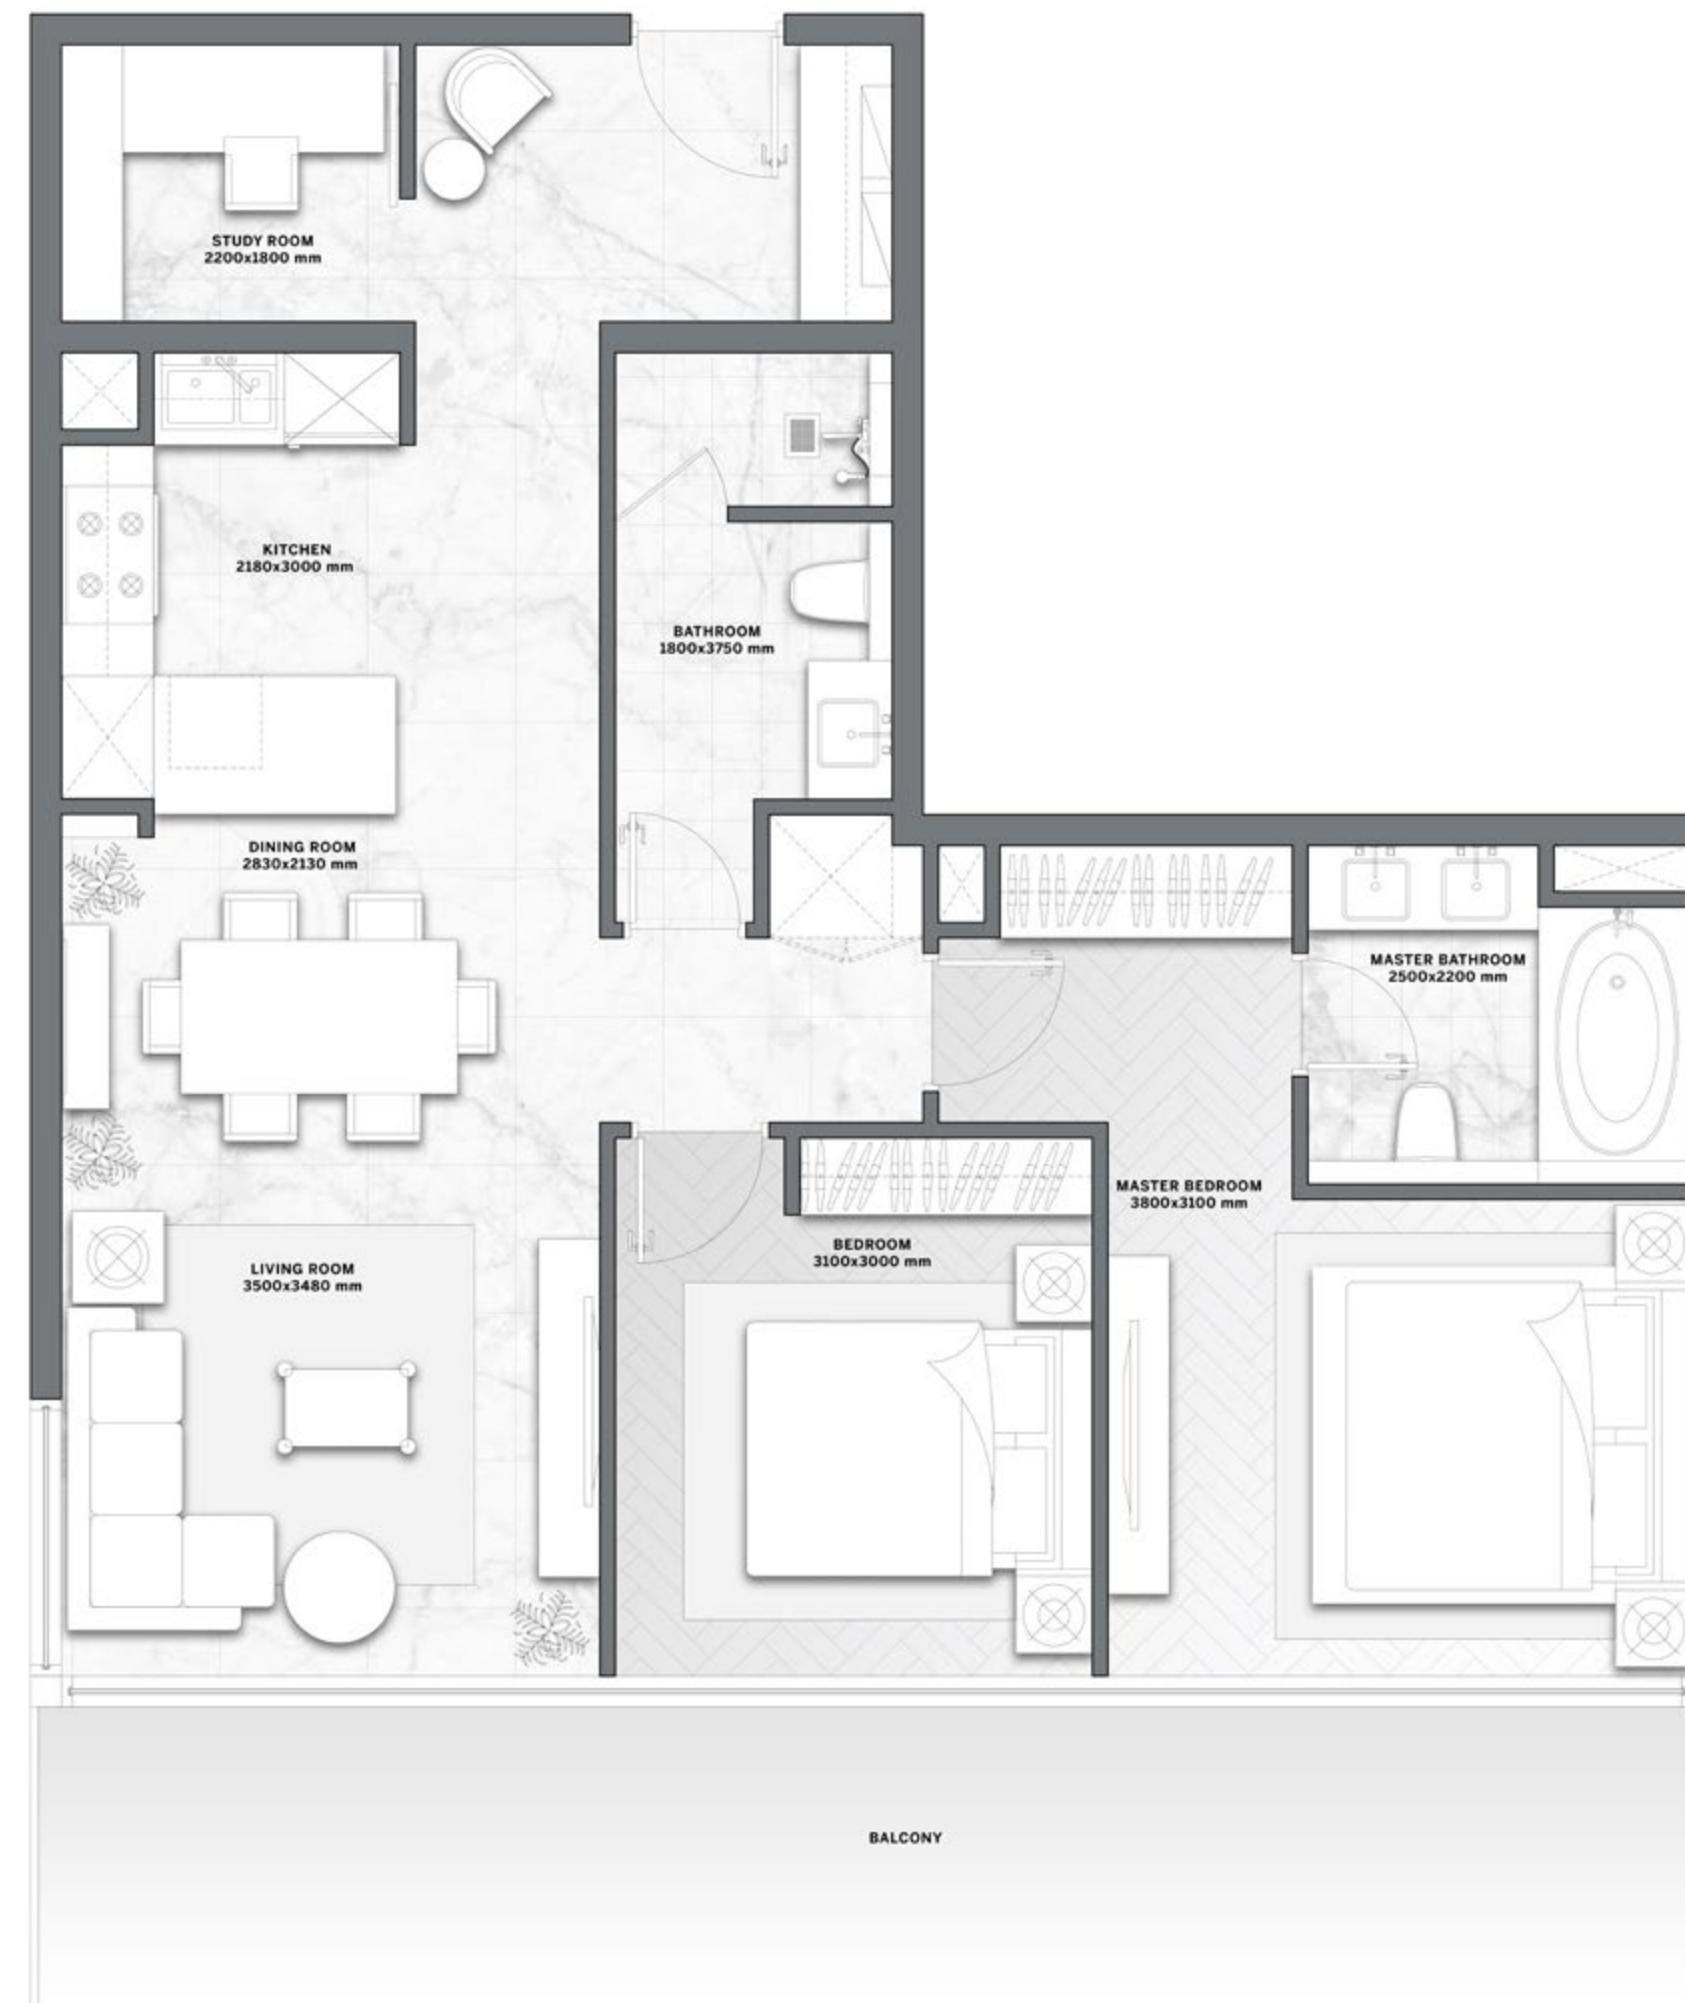 STUDY ROOM
2200x1800 mm
KITCHEN
2180x3000 mm
BATHROOM
1800x3750 mm
DINING ROOM
2830x2130 mm
MASTER BATHROOM
2500x2200 mm
MASTER BEDROOM
3800x3100 mm
BEDROOM
3100x3000 mm
LIVING ROOM
3500x3480 mm
BALCONY